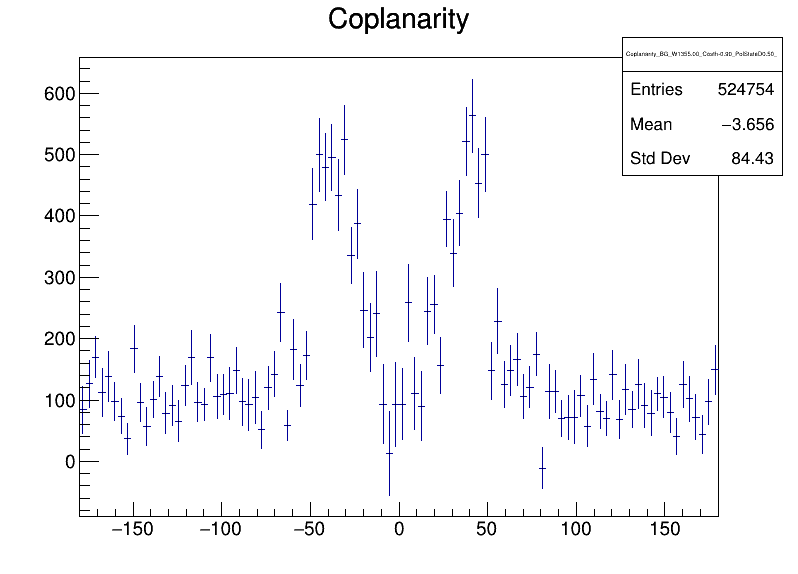 Coplanarity
Coplanarity_BG_W1355.00_Costh-0.90_PolStateD0.50_
Entries 524754
Mean −3.656
Std Dev 84.43
600
500
400
300
200
100
0
−150 −100 −50 0 50 100 150